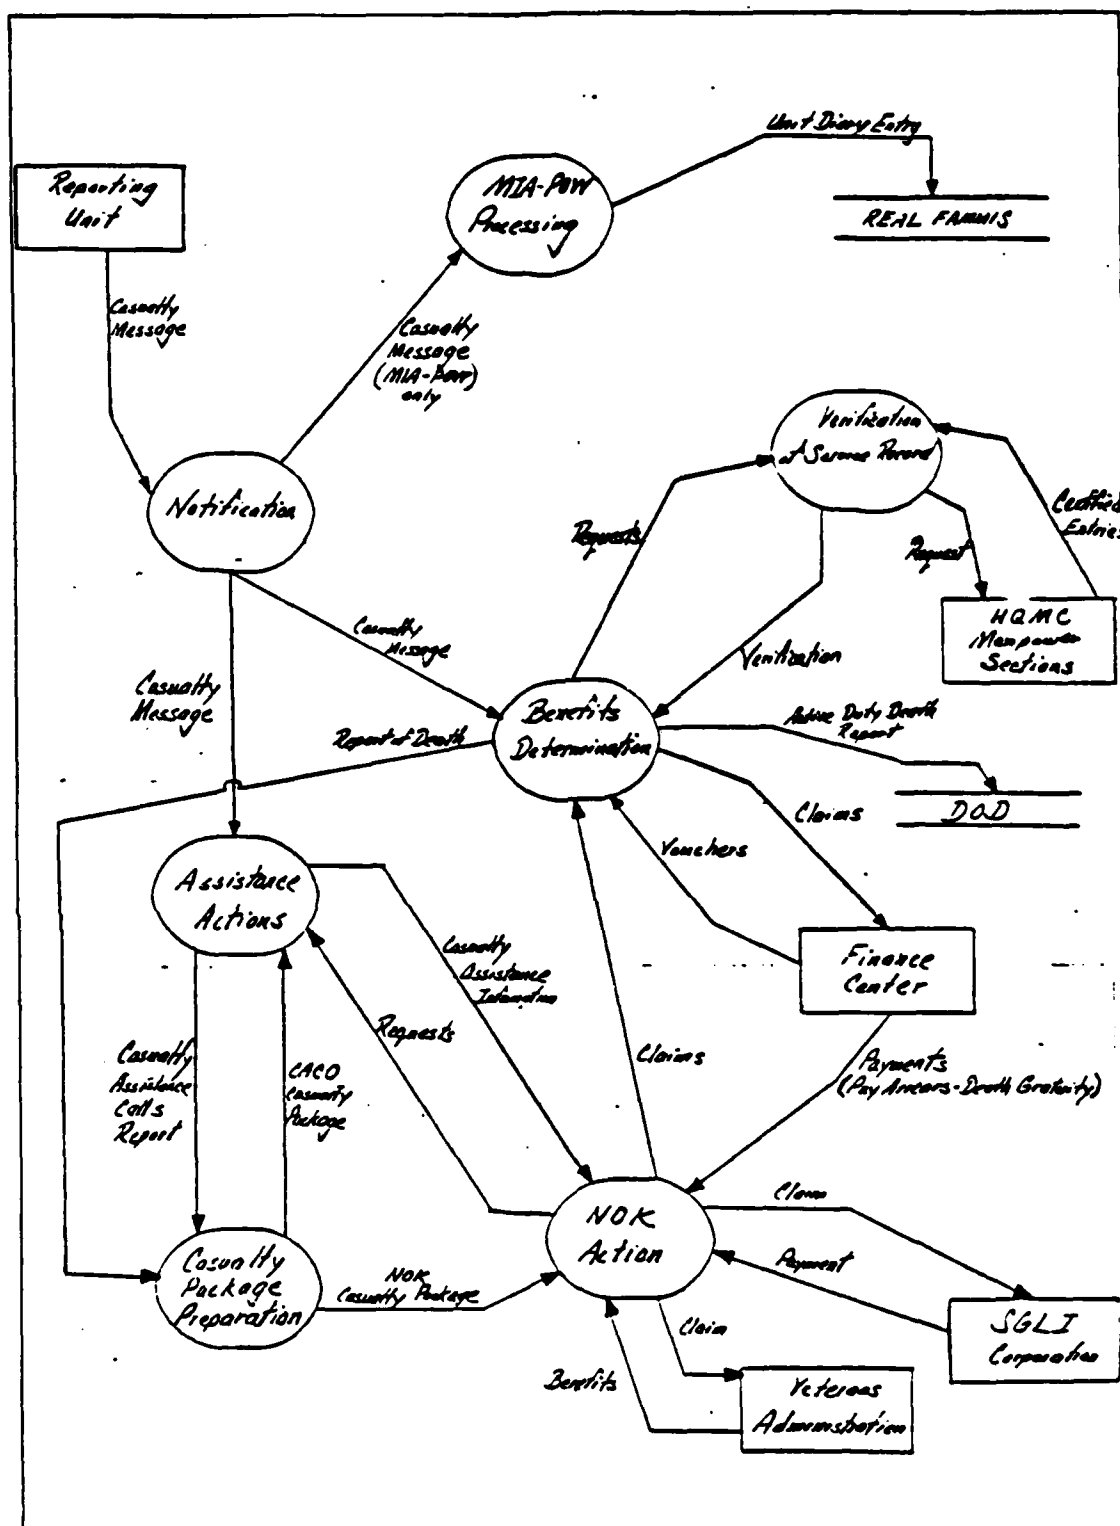 Unit Diary Entry
Reporting
Unit
MIA-POW
Processing
REAL FAMMIS
Casualty
Message
Casualty
Message
(MIA-POW)
only
Verification
of Service Record
Notification
Certified
Entries
Requests
Request
HQMC
Manpower
Sections
Casualty
Message
Verification
Casualty
Message
Benefits
Determination
Active Duty Death
Report
Report of Death
Claims
DOD
Vouchers
Assistance
Actions
Finance
Center
Casualty
Assistance
Information
Requests
Claims
Casualty
Assistance
Calls
Report
CACO
Casualty
Package
Payments
(Pay Arrears-Death Gratuity)
NOK
Action
Claim
Payment
Casualty
Package
Preparation
NOK
Casualty Package
SGLI
Corporation
Claim
Benefits
Veterans
Administration